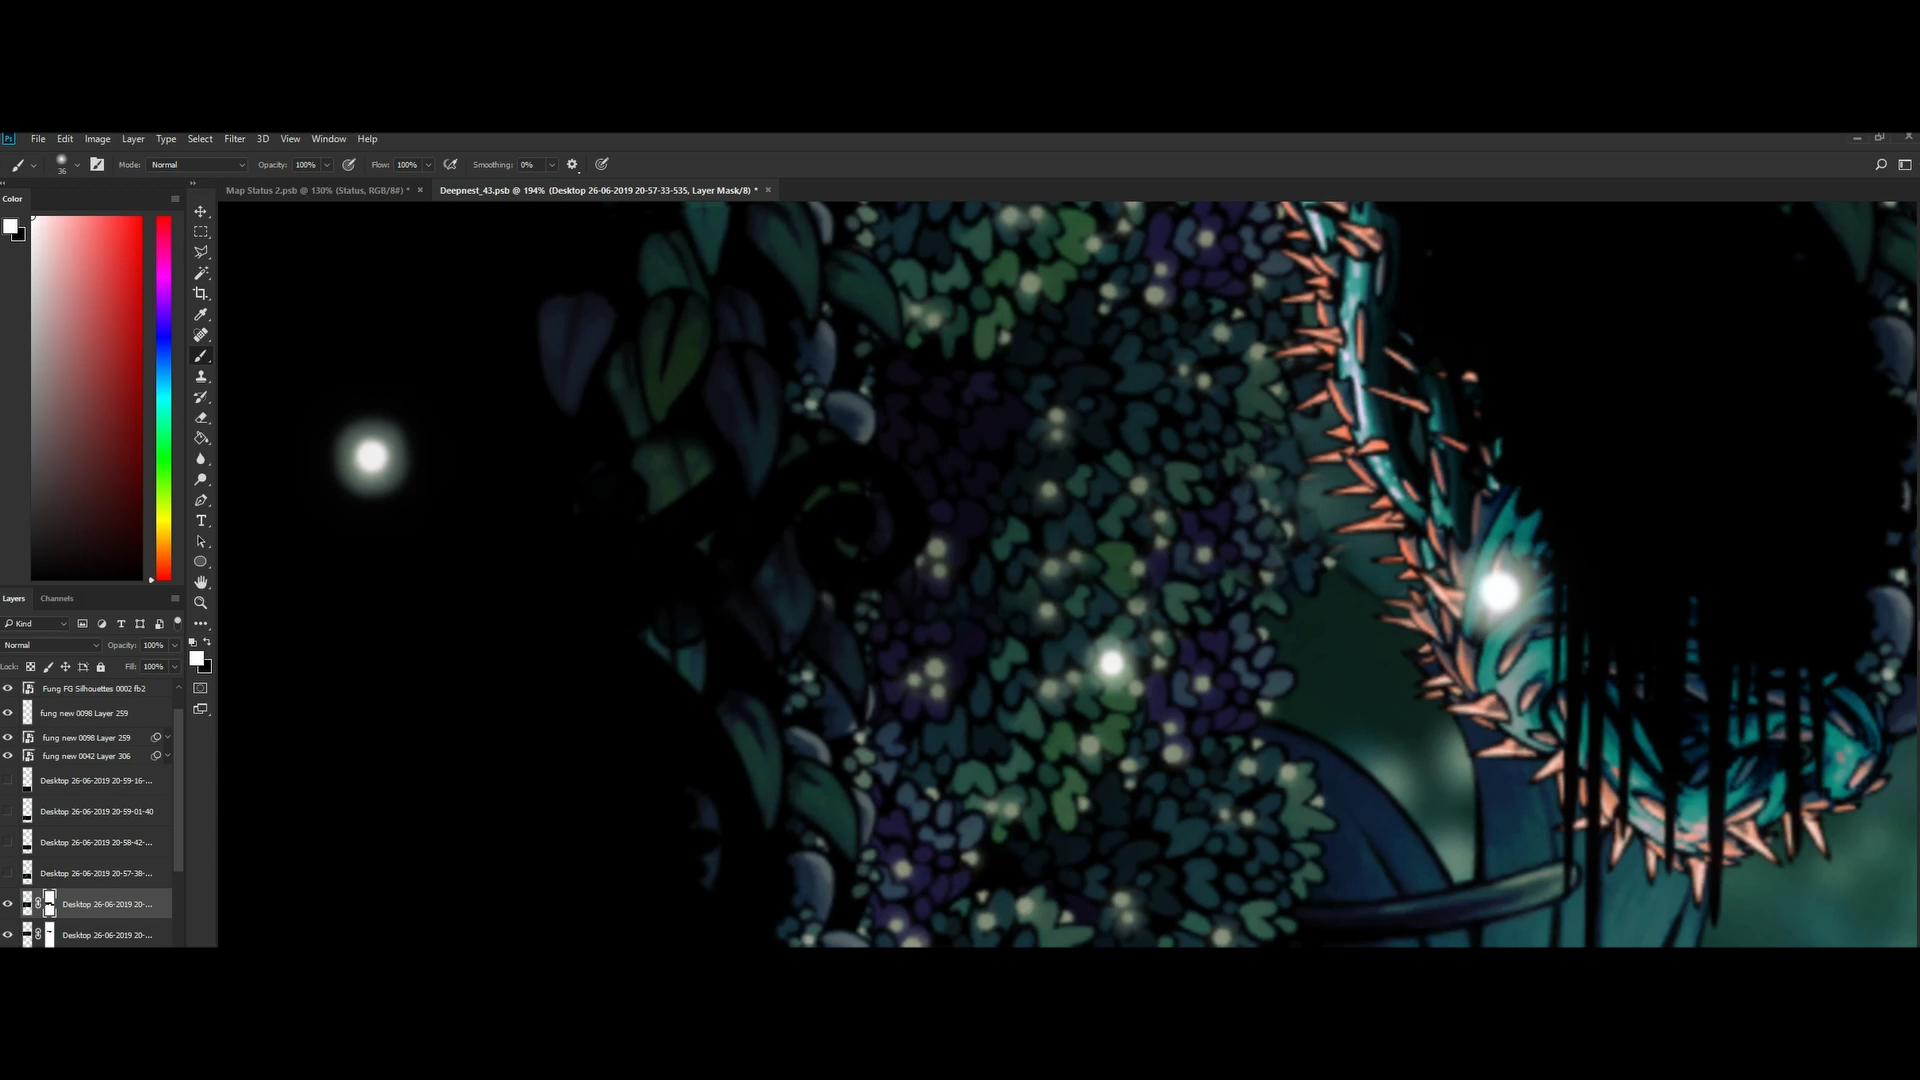 Ps File Edit Image Layer Type Select Filter 3D View Window Help
36 Mode: Normal Opacity: 100% Flow: 100% Smoothing: 0%
Map Status 2.psb @ 130% (Status, RGB/8#) * Deepnest_43.psb @ 194% (Desktop 26-06-2019 20-57-33-535, Layer Mask/8) *
Color
Layers Channels
Kind
Normal Opacity: 100%
Lock: Fill: 100%
Fung FG Silhouettes 0002 fb2
fung new 0098 Layer 259
fung new 0098 Layer 259
fung new 0042 Layer 306
Desktop 26-06-2019 20-59-16-...
Desktop 26-06-2019 20-59-01-40
Desktop 26-06-2019 20-58-42-...
Desktop 26-06-2019 20-57-38-...
Desktop 26-06-2019 20-...
Desktop 26-06-2019 20-...